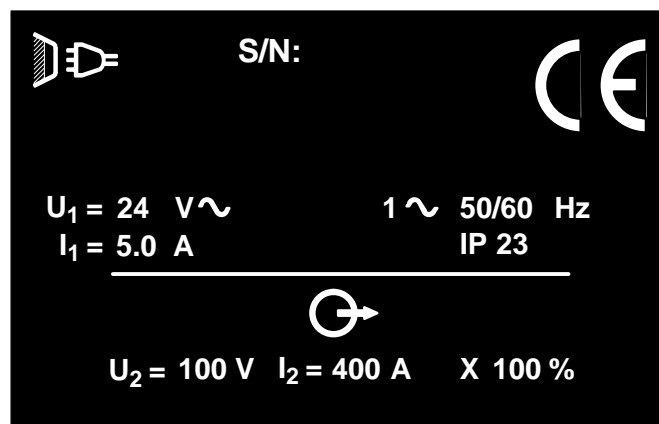 S/N:
CE
U₁ = 24 V∿ 1∿ 50/60 Hz
I₁ = 5.0 A IP 23
U₂ = 100 V I₂ = 400 A X 100 %